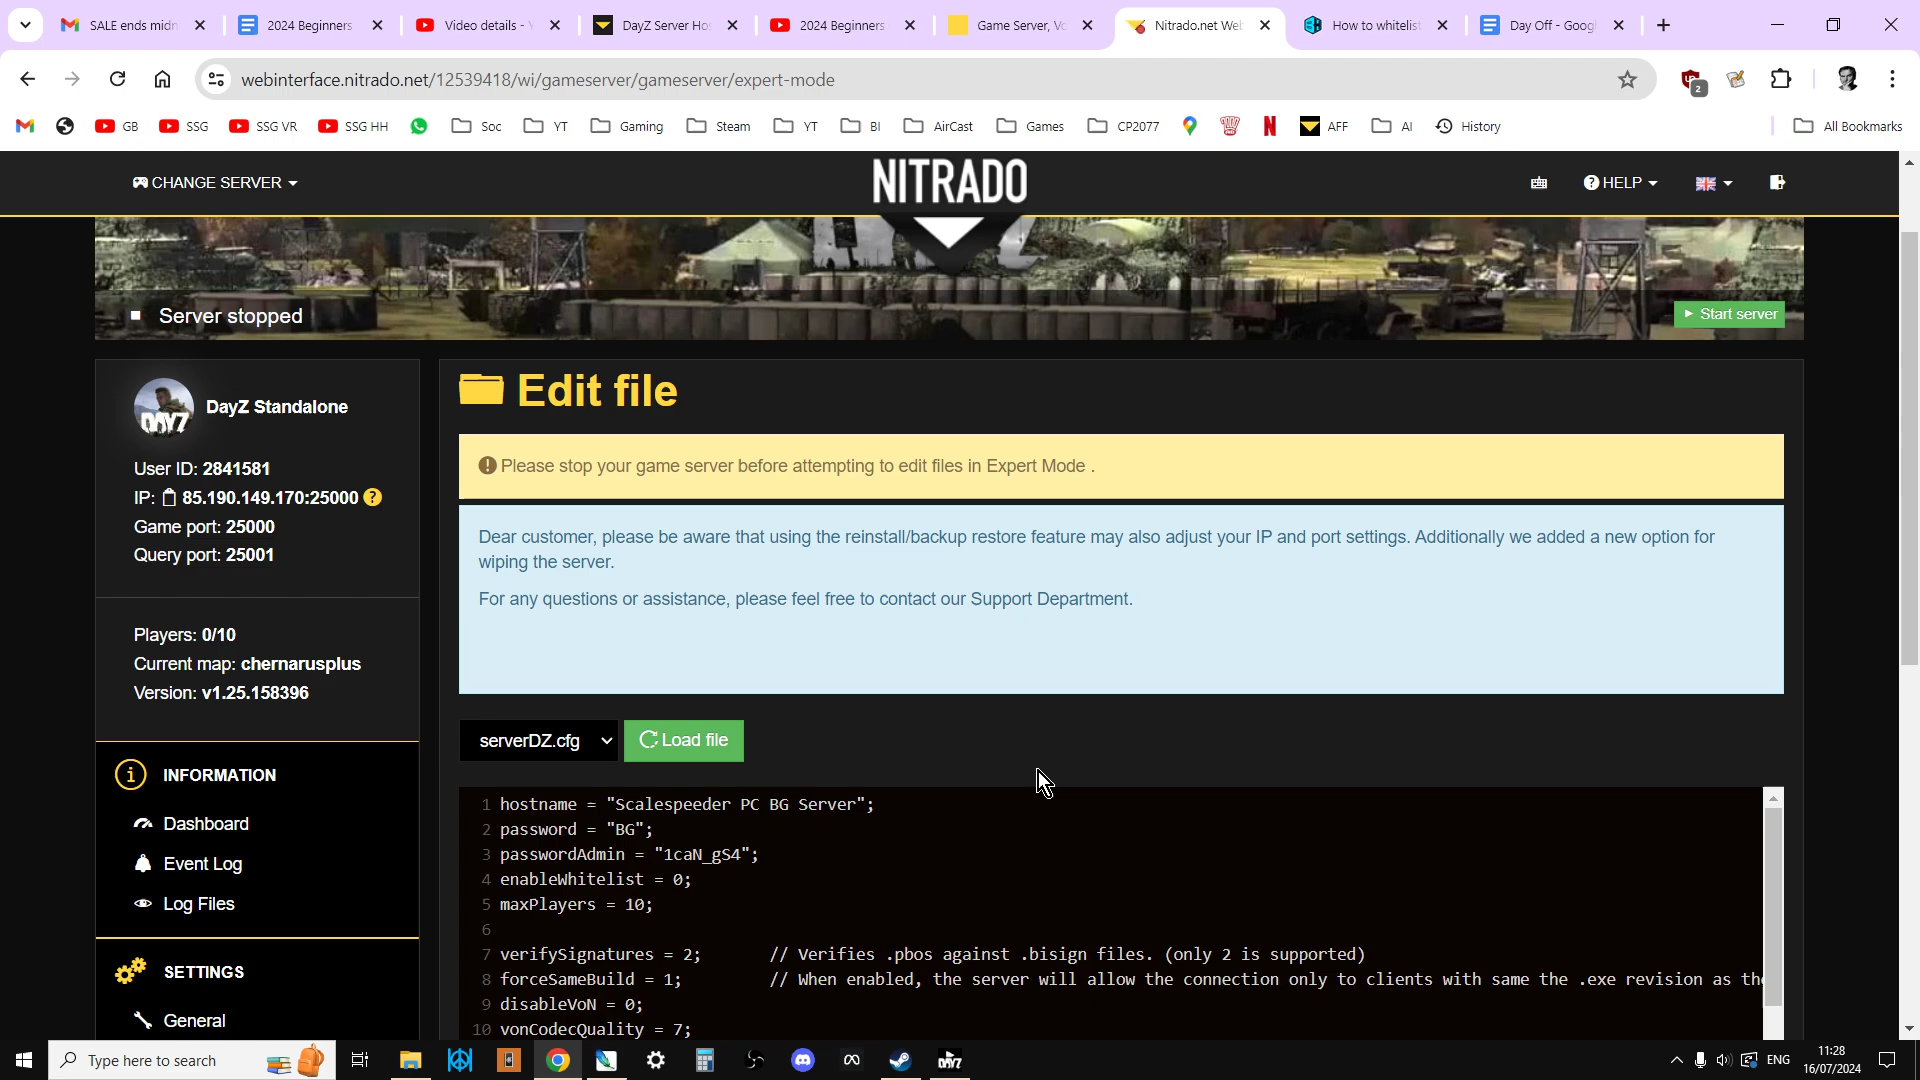 SALE ends midn
2024 Beginners
Video details - Y
DayZ Server Ho
2024 Beginners
Game Server, Vo
Nitrado.net Web
How to whitelist
Day Off - Goog
webinterface.nitrado.net/12539418/wi/gameserver/gameserver/expert-mode
2
GB
SSG
SSG VR
SSG HH
Soc
YT
Gaming
Steam
YT
BI
AirCast
Games
CP2077
AFF
AI
History
All Bookmarks
CHANGE SERVER
NITRADO
HELP
Server stopped
Start server
DAYZ
DayZ Standalone
User ID: 2841581
IP: 85.190.149.170:25000
Game port: 25000
Query port: 25001
Players: 0/10
Current map: chernarusplus
Version: v1.25.158396
INFORMATION
Dashboard
Event Log
Log Files
SETTINGS
General
Edit file
Please stop your game server before attempting to edit files in Expert Mode .
Dear customer, please be aware that using the reinstall/backup restore feature may also adjust your IP and port settings. Additionally we added a new option for
wiping the server.
For any questions or assistance, please feel free to contact our Support Department.
serverDZ.cfg
Load file
1 hostname = "Scalespeeder PC BG Server";
2 password = "BG";
3 passwordAdmin = "1caN_gS4";
4 enableWhitelist = 0;
5 maxPlayers = 10;
6
7 verifySignatures = 2; // Verifies .pbos against .bisign files. (only 2 is supported)
8 forceSameBuild = 1; // When enabled, the server will allow the connection only to clients with same the .exe revision as th
9 disableVoN = 0;
10 vonCodecQuality = 7;
Type here to search
DAYZ
ENG
11:28
16/07/2024